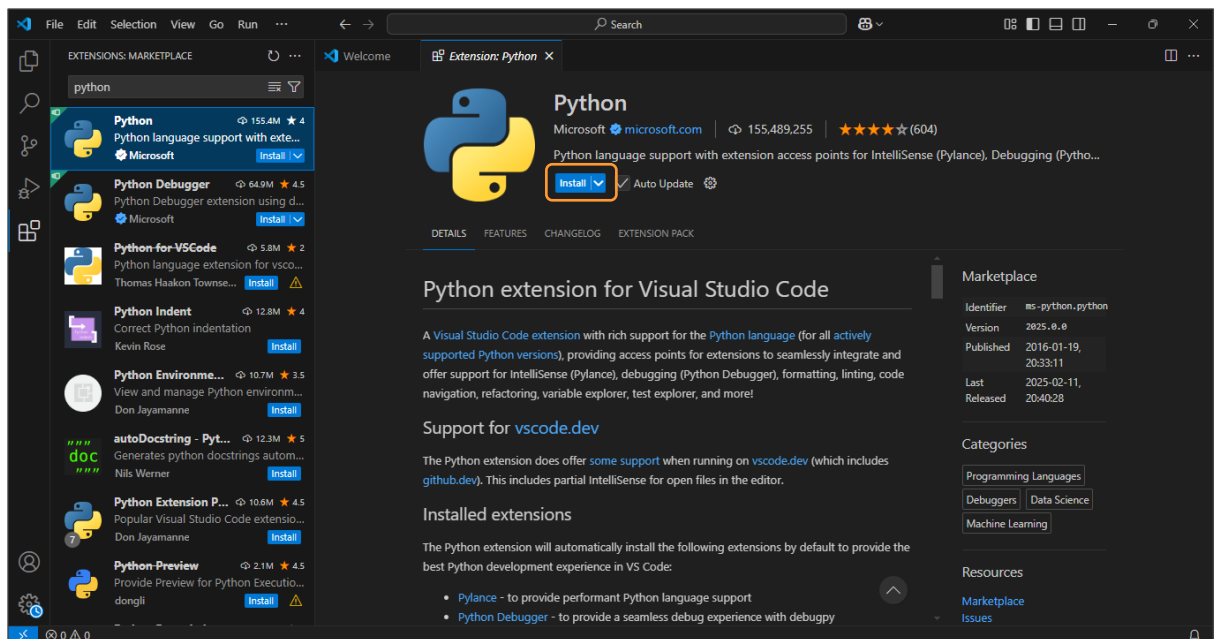 File Edit Selection View Go Run ···
Search
EXTENSIONS: MARKETPLACE
python
Python 155.4M ★ 4
Python language support with exte...
Microsoft Install
Python Debugger 64.9M ★ 4.5
Python Debugger extension using d...
Microsoft Install
Python for VSCode 5.8M ★ 2
Python language extension for vsco...
Thomas Haakon Townse... Install
Python Indent 12.8M ★ 4
Correct Python indentation
Kevin Rose Install
Python Environme... 10.7M ★ 3.5
View and manage Python environm...
Don Jayamanne Install
"""
doc
"""
autoDocstring - Pyt... 12.3M ★ 5
Generates python docstrings autom...
Nils Werner Install
Python Extension P... 10.6M ★ 4.5
Popular Visual Studio Code extensio...
7
Don Jayamanne Install
Python Preview 2.1M ★ 4.5
Provide Preview for Python Executio...
dongli Install
Welcome
Extension: Python
Python
Microsoft microsoft.com 155,489,255 ★★★★☆(604)
Python language support with extension access points for IntelliSense (Pylance), Debugging (Pytho...
Install Auto Update
DETAILS FEATURES CHANGELOG EXTENSION PACK
Python extension for Visual Studio Code
A Visual Studio Code extension with rich support for the Python language (for all actively
supported Python versions), providing access points for extensions to seamlessly integrate and
offer support for IntelliSense (Pylance), debugging (Python Debugger), formatting, linting, code
navigation, refactoring, variable explorer, test explorer, and more!
Support for vscode.dev
The Python extension does offer some support when running on vscode.dev (which includes
github.dev). This includes partial IntelliSense for open files in the editor.
Installed extensions
The Python extension will automatically install the following extensions by default to provide the
best Python development experience in VS Code:
• Pylance - to provide performant Python language support
• Python Debugger - to provide a seamless debug experience with debugpy
Marketplace
Identifier ms-python.python
Version 2025.0.0
Published 2016-01-19,
20:33:11
Last 2025-02-11,
Released 20:40:28
Categories
Programming Languages
Debuggers Data Science
Machine Learning
Resources
Marketplace
Issues
0 0